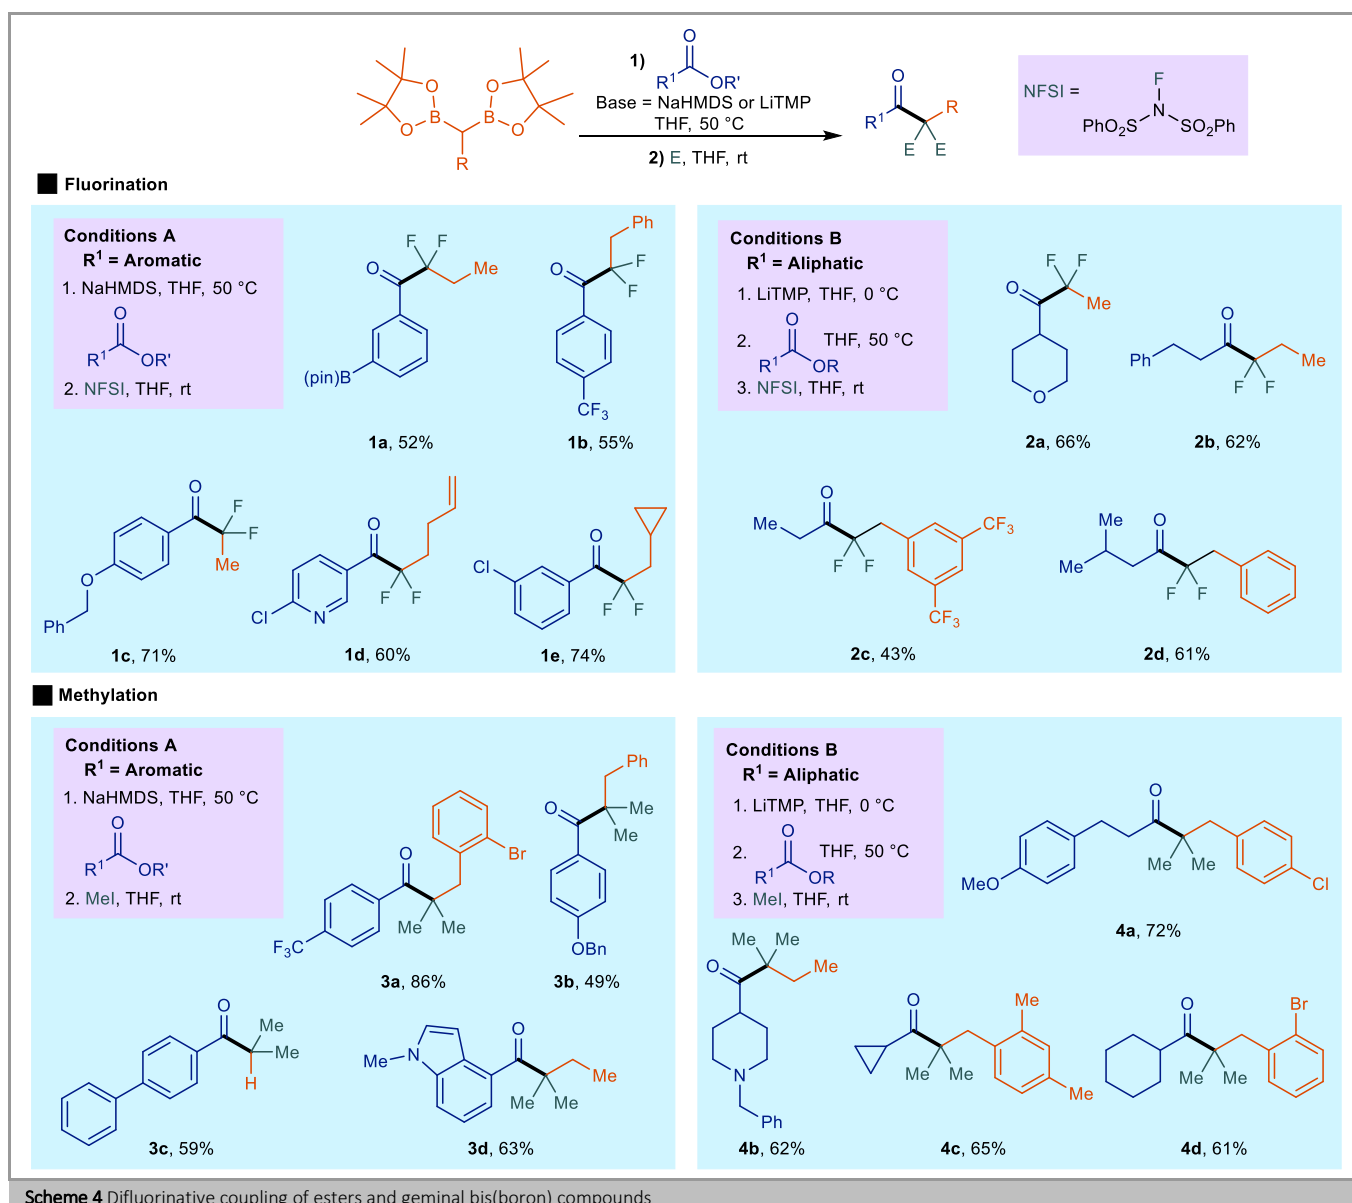 1)
O
R1
OR'
Base = NaHMDS or LiTMP
THF, 50 °C
2) E, THF, rt
O O
B B
O O
R
O
R1
R
E E
NFSI =
F
N
PhO2S SO2Ph
Fluorination
Conditions A
R1 = Aromatic
1. NaHMDS, THF, 50 °C
O
R1 OR'
2. NFSI, THF, rt
F F
O
Me
(pin)B
1a, 52%
Ph
O
F
F
CF3
1b, 55%
O
F
F
Me
O
Ph
1c, 71%
O
F F
Cl N
1d, 60%
O
Cl
F F
1e, 74%
Conditions B
R1 = Aliphatic
1. LiTMP, THF, 0 °C
O
2. THF, 50 °C
R1 OR
3. NFSI, THF, rt
F F
O
Me
O
2a, 66%
O
Ph
Me
F F
2b, 62%
O
Me
CF3
F F
CF3
2c, 43%
Me
O
Me
F F
2d, 61%
Methylation
Conditions A
R1 = Aromatic
1. NaHMDS, THF, 50 °C
O
R1 OR'
2. MeI, THF, rt
O
Br
Me Me
F3C
3a, 86%
Ph
O
Me
Me
OBn
3b, 49%
O
Me
Me
H
3c, 59%
O
Me N
Me
Me Me
3d, 63%
Conditions B
R1 = Aliphatic
1. LiTMP, THF, 0 °C
O
2. THF, 50 °C
R1 OR
3. MeI, THF, rt
O
Me Me
MeO
Cl
4a, 72%
Me Me
O
Me
N
Ph
4b, 62%
O
Me
Me Me
Me
4c, 65%
O
Br
Me Me
4d, 61%
Scheme 4 Difluorinative coupling of esters and geminal bis(boron) compounds